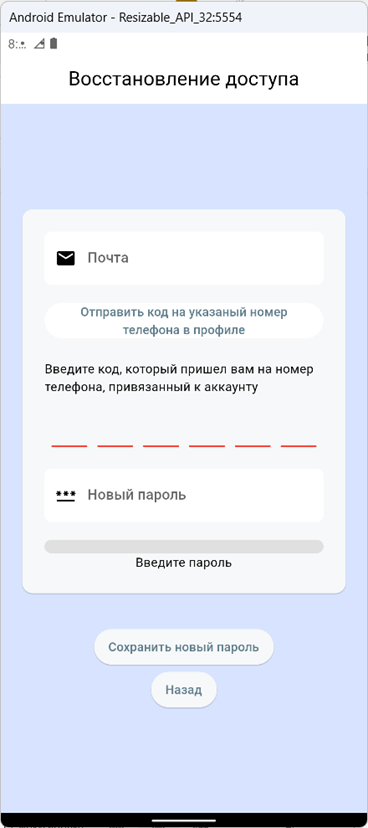 Android Emulator - Resizable_API_32:5554
8:
Восстановление доступа
Почта
Отправить код на указаный номер
телефона в профиле
Введите код, который пришел вам на номер
телефона, привязанный к аккаунту
Новый пароль
Введите пароль
Сохранить новый пароль
Назад